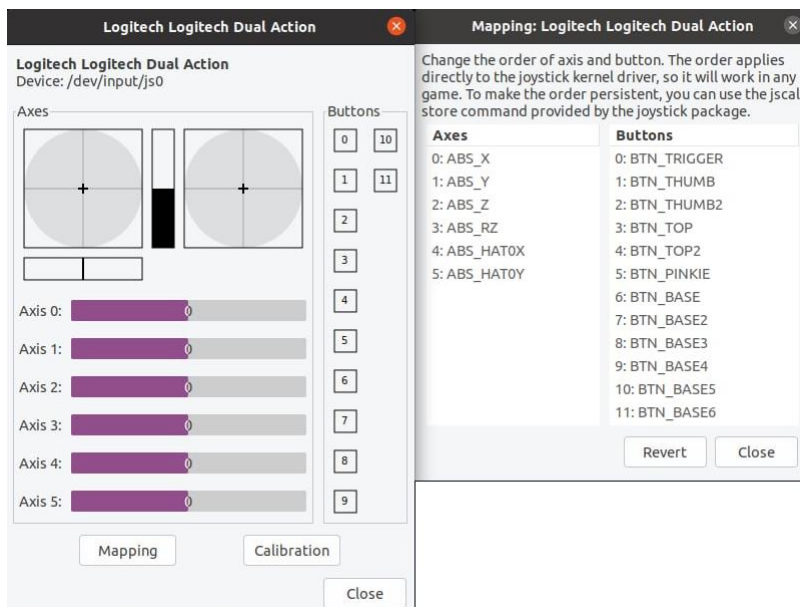 Logitech Logitech Dual Action
Logitech Logitech Dual Action
Device: /dev/input/js0
Axes
Buttons
0 10
1 11
2
3
4
5
6
7
8
9
Axis 0: 0
Axis 1: 0
Axis 2: 0
Axis 3: 0
Axis 4: 0
Axis 5: 0
Mapping Calibration
Close
Mapping: Logitech Logitech Dual Action
Change the order of axis and button. The order applies
directly to the joystick kernel driver, so it will work in any
game. To make the order persistent, you can use the jscal
store command provided by the joystick package.
Axes
0: ABS_X
1: ABS_Y
2: ABS_Z
3: ABS_RZ
4: ABS_HAT0X
5: ABS_HAT0Y
Buttons
0: BTN_TRIGGER
1: BTN_THUMB
2: BTN_THUMB2
3: BTN_TOP
4: BTN_TOP2
5: BTN_PINKIE
6: BTN_BASE
7: BTN_BASE2
8: BTN_BASE3
9: BTN_BASE4
10: BTN_BASE5
11: BTN_BASE6
Revert Close